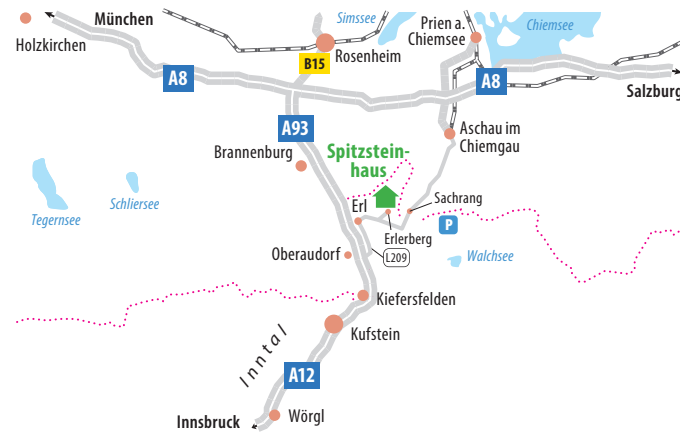 München
Simssee
Prien a.
Chiemsee
Chiemsee
Holzkirchen
Rosenheim
B15
A8
A8
Salzburg
A93
Aschau im
Chiemgau
Brannenburg
Spitzstein-
haus
Tegernsee
Schliersee
Erl
Sachrang
P
Erlerberg
Oberaudorf
L209
Walchsee
Kiefersfelden
Kufstein
Inntal
A12
Innsbruck
Wörgl